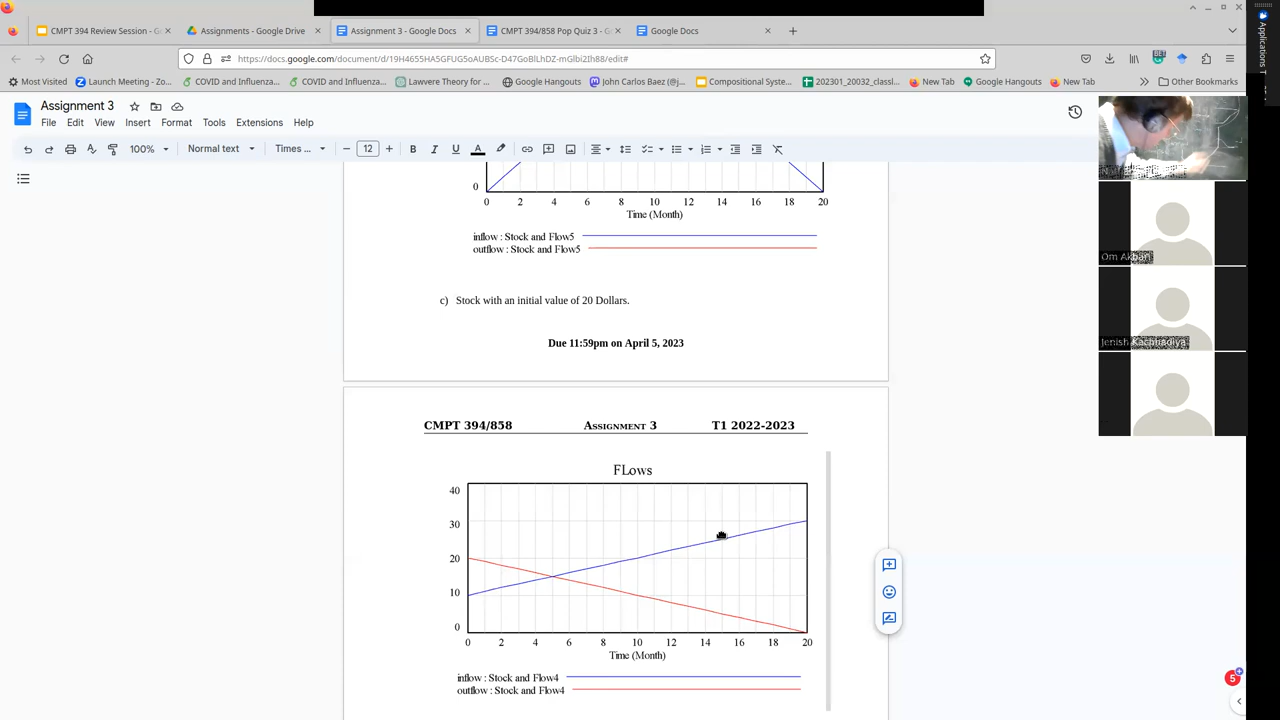 CMPT 394 Review Session - G
Assignments - Google Drive
Assignment 3 - Google Docs
CMPT 394/858 Pop Quiz 3 - G
Google Docs
https://docs.google.com/document/d/19H4655HA5GFUG5oAUBSc-D47GoBlLhDZ-mGlbi2Ih88/edit#
Most Visited
Launch Meeting - Zo...
COVID and Influenza...
COVID and Influenza...
Lawvere Theory of...
Google Hangouts
John Carlos Baez (@j...
Compositional System...
202301_20032_classl...
New Tab
Google Hangouts
New Tab
Other Bookmarks
Applications
Assignment 3
File Edit View Insert Format Tools Extensions Help
100% Normal text Times ... 12 B I U A
0
0 2 4 6 8 10 12 14 16 18 20
Time (Month)
inflow : Stock and Flow5
outflow : Stock and Flow5
c) Stock with an initial value of 20 Dollars.
Due 11:59pm on April 5, 2023
CMPT 394/858 ASSIGNMENT 3 T1 2022-2023
FLows
40
30
20
10
0
0 2 4 6 8 10 12 14 16 18 20
Time (Month)
inflow : Stock and Flow4
outflow : Stock and Flow4
Om Akbari
Jenish Kachhadiya
5